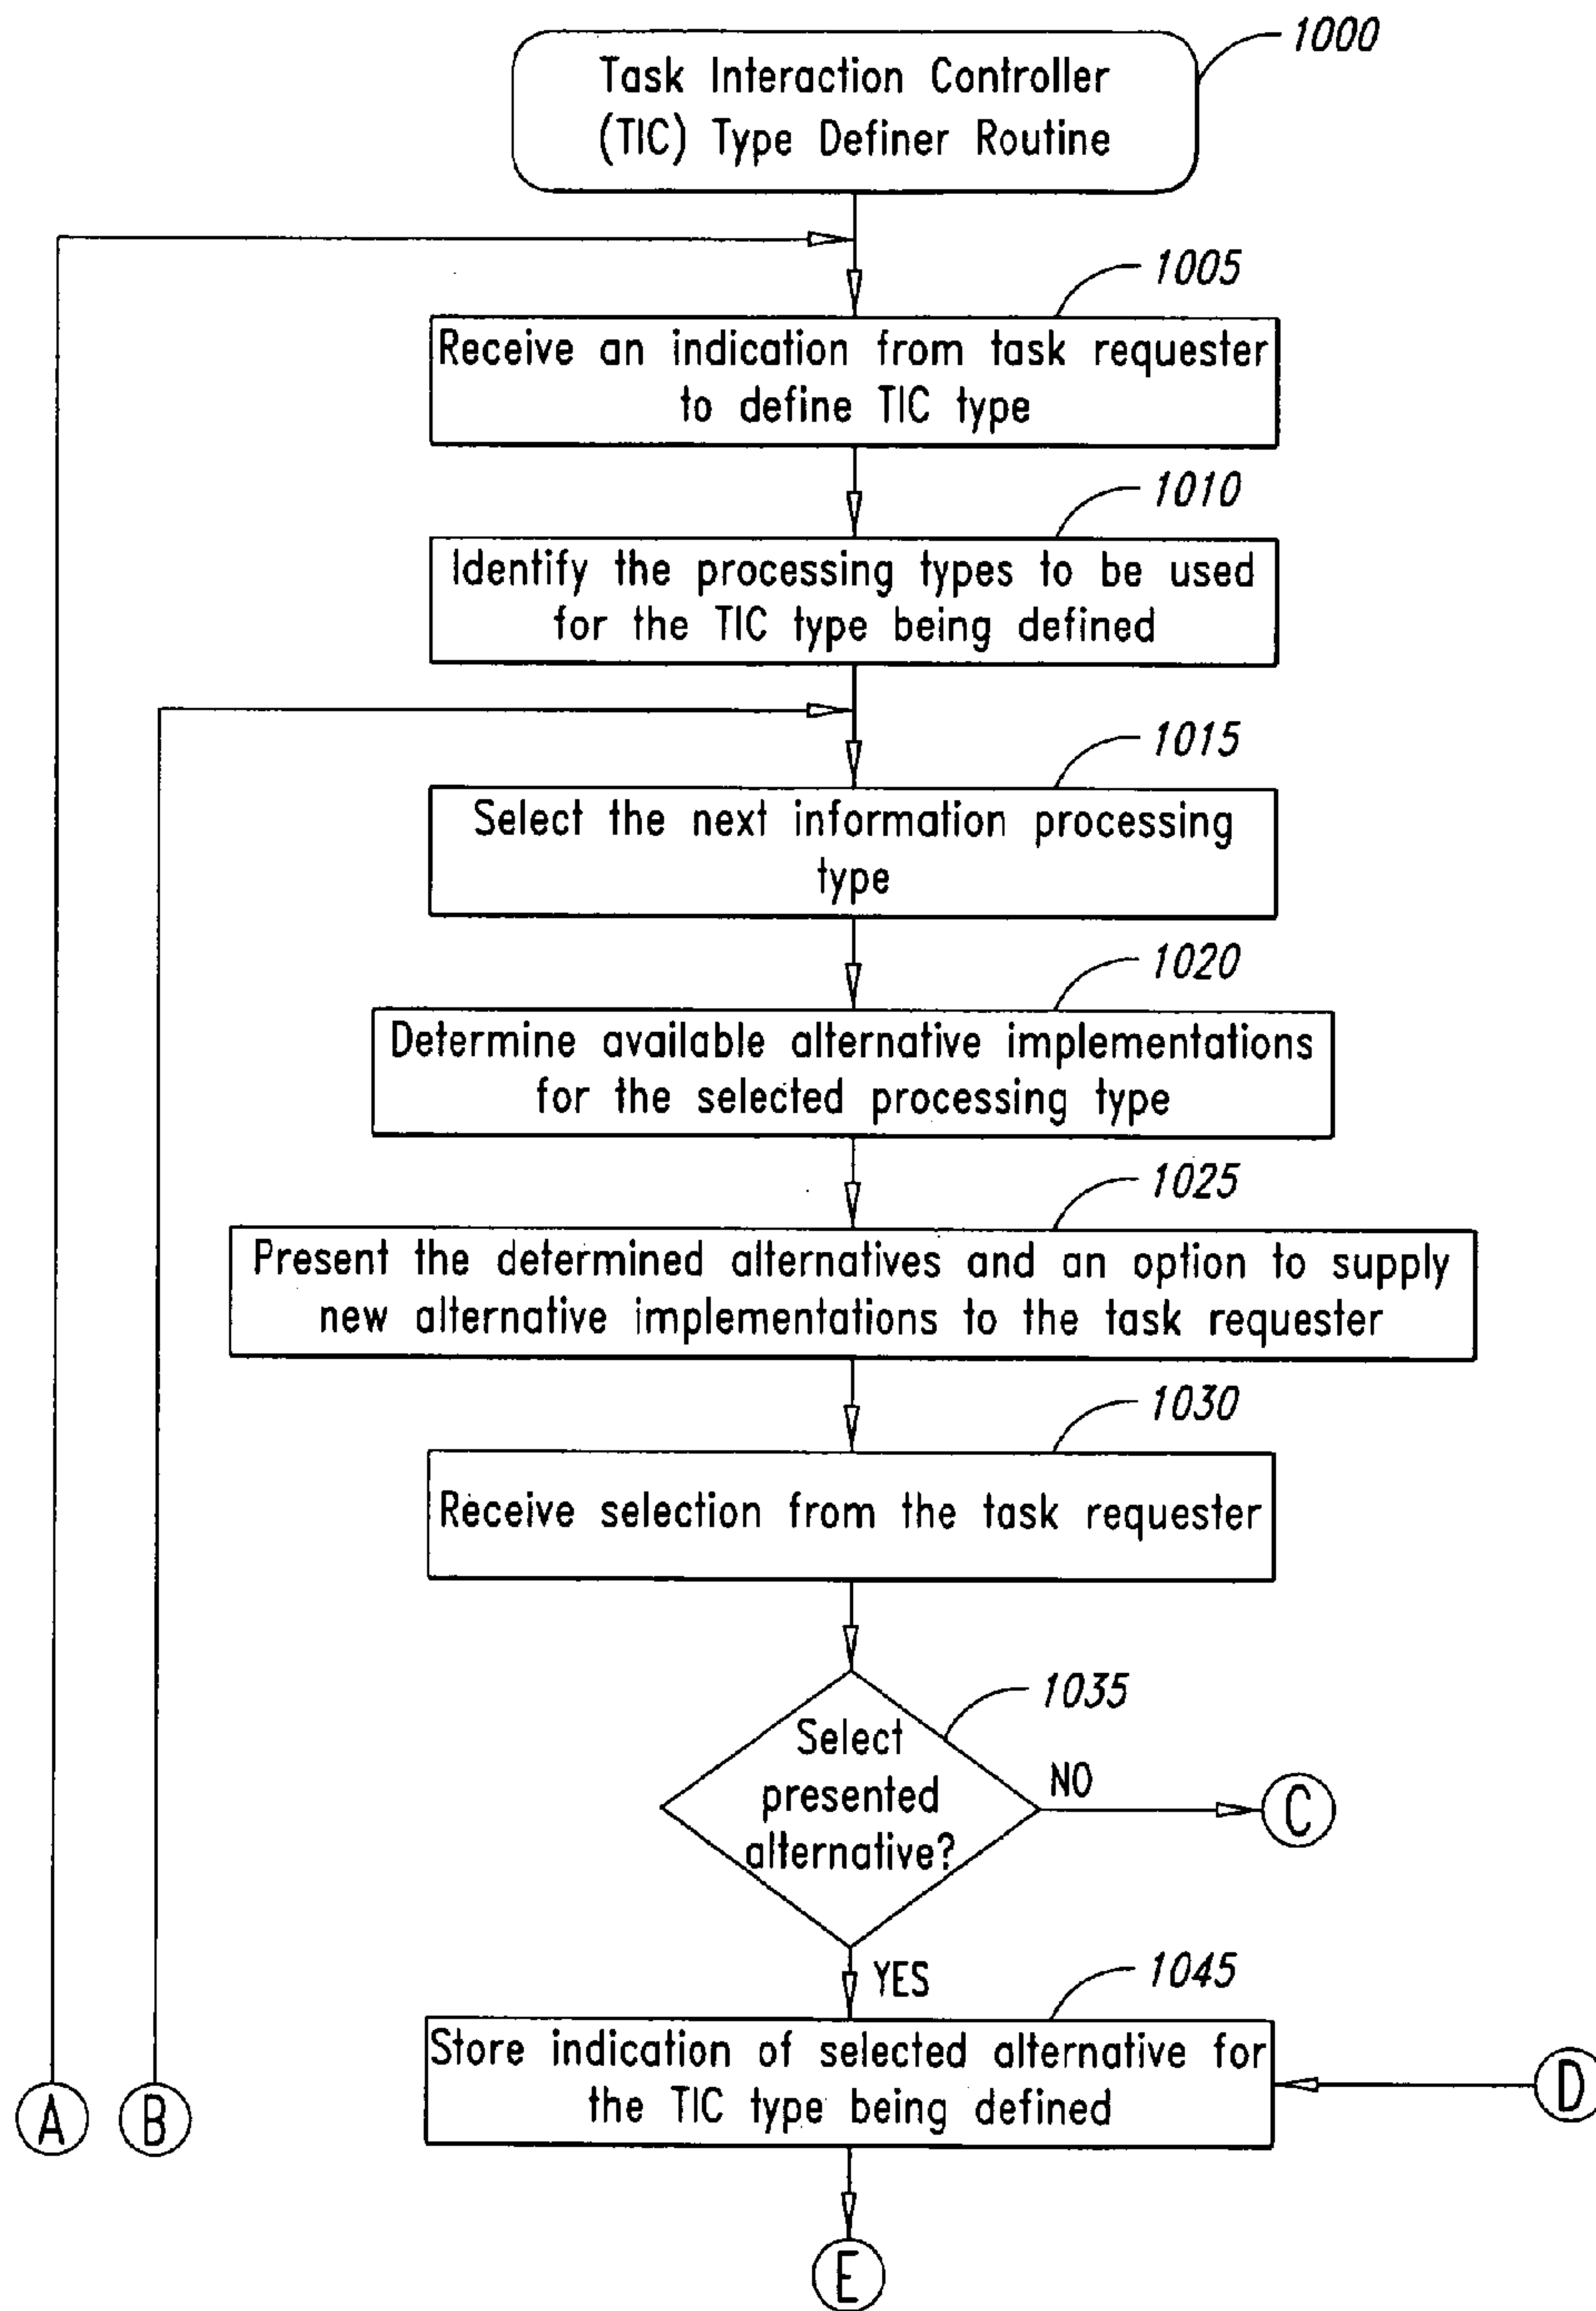 1000
Task Interaction Controller
(TIC) Type Definer Routine
1005
Receive an indication from task requester
to define TIC type
1010
Identify the processing types to be used
for the TIC type being defined
1015
Select the next information processing
type
1020
Determine available alternative implementations
for the selected processing type
1025
Present the determined alternatives and an option to supply
new alternative implementations to the task requester
1030
Receive selection from the task requester
1035
Select
presented
alternative?
NO
C
YES
1045
Store indication of selected alternative for
the TIC type being defined
D
A
B
E